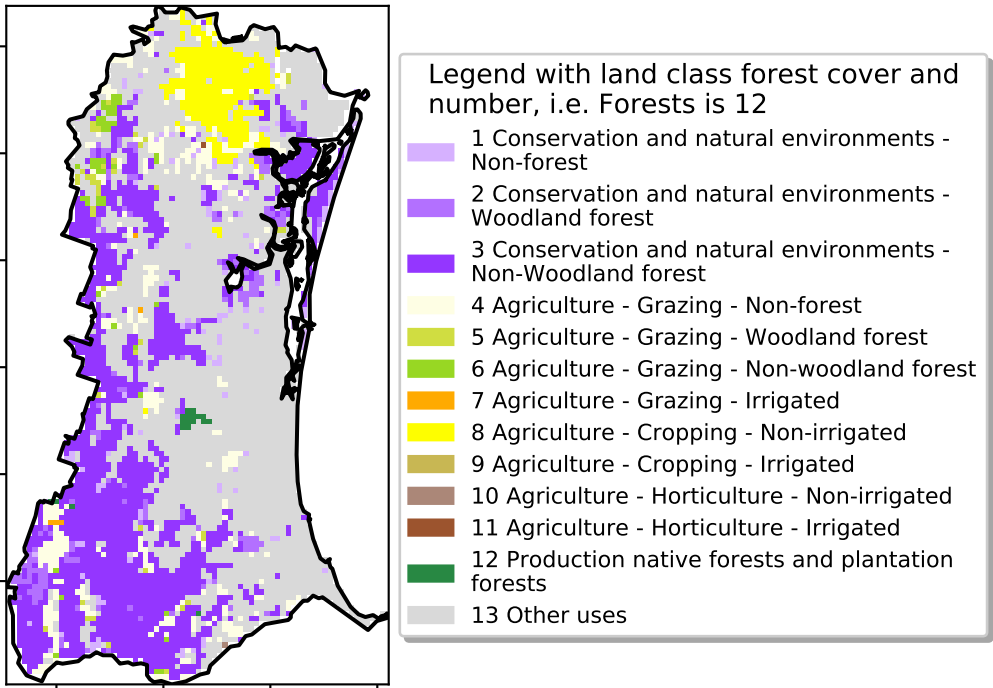 Legend with land class forest cover and
number, i.e. Forests is 12
1 Conservation and natural environments -
Non-forest
2 Conservation and natural environments -
Woodland forest
3 Conservation and natural environments -
Non-Woodland forest
4 Agriculture - Grazing - Non-forest
5 Agriculture - Grazing - Woodland forest
6 Agriculture - Grazing - Non-woodland forest
7 Agriculture - Grazing - Irrigated
8 Agriculture - Cropping - Non-irrigated
9 Agriculture - Cropping - Irrigated
10 Agriculture - Horticulture - Non-irrigated
11 Agriculture - Horticulture - Irrigated
12 Production native forests and plantation
forests
13 Other uses